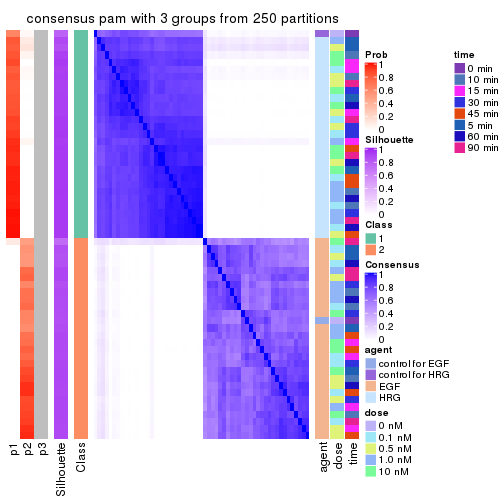 consensus pam with 3 groups from 250 partitions
Prob
1
0.8
0.6
0.4
0.2
0
Silhouette
1
0.8
0.6
0.4
0.2
0
Class
1
2
Consensus
1
0.8
0.6
0.4
0.2
0
agent
control for EGF
control for HRG
EGF
HRG
dose
0 nM
0.1 nM
0.5 nM
1.0 nM
10 nM
time
0 min
10 min
15 min
30 min
45 min
5 min
60 min
90 min
p1
p2
p3
Silhouette
Class
agent
dose
time